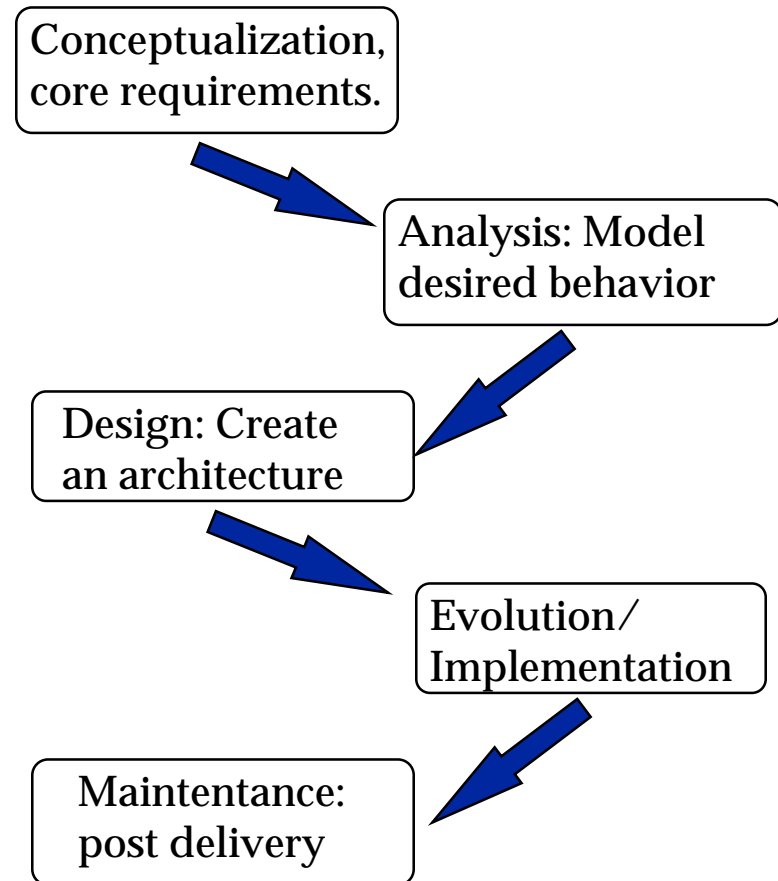 Conceptualization,
core requirements.
Analysis: Model
desired behavior
Design: Create
an architecture
Evolution/
Implementation
Maintentance:
post delivery